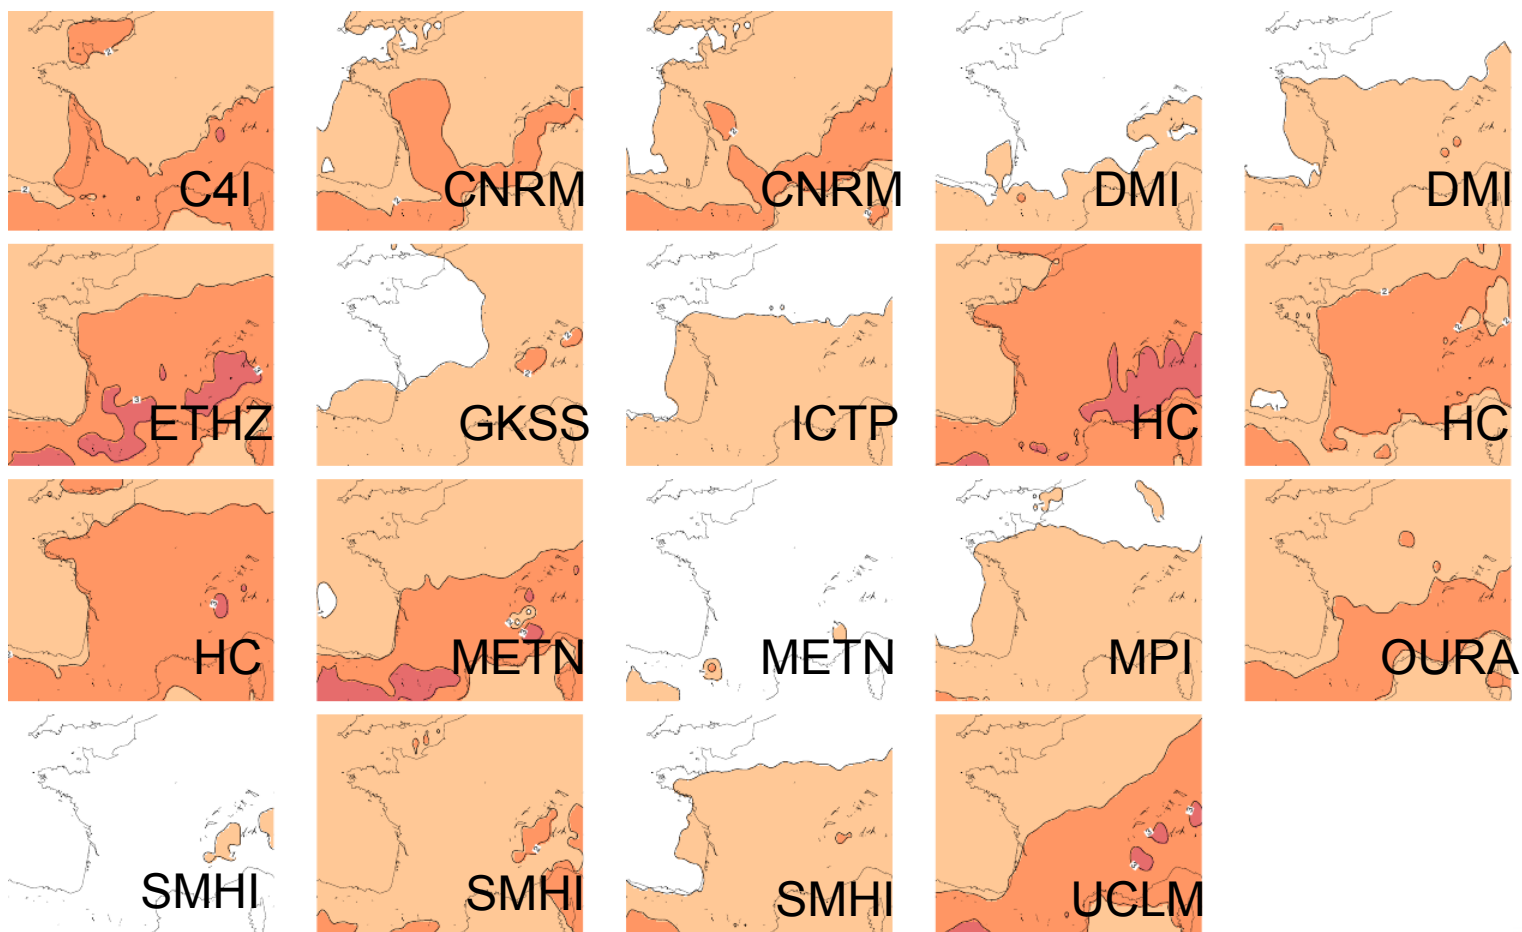 C4I
CNRM
CNRM
DMI
DMI
ETHZ
GKSS
ICTP
HC
HC
HC
METN
METN
MPI
OURA
SMHI
SMHI
SMHI
UCLM